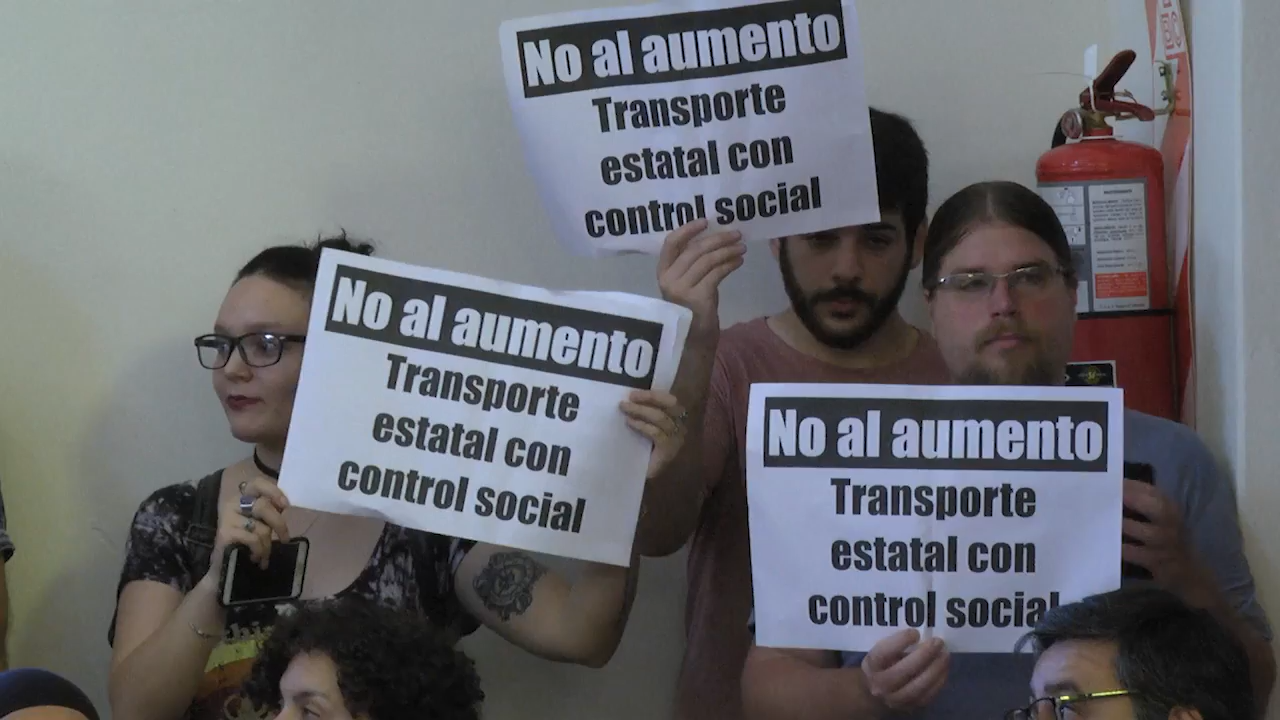 No al aumento
Transporte
estatal con
control social
No al aumento
Transporte
estatal con
control social
No al aumento
Transporte
estatal con
control social